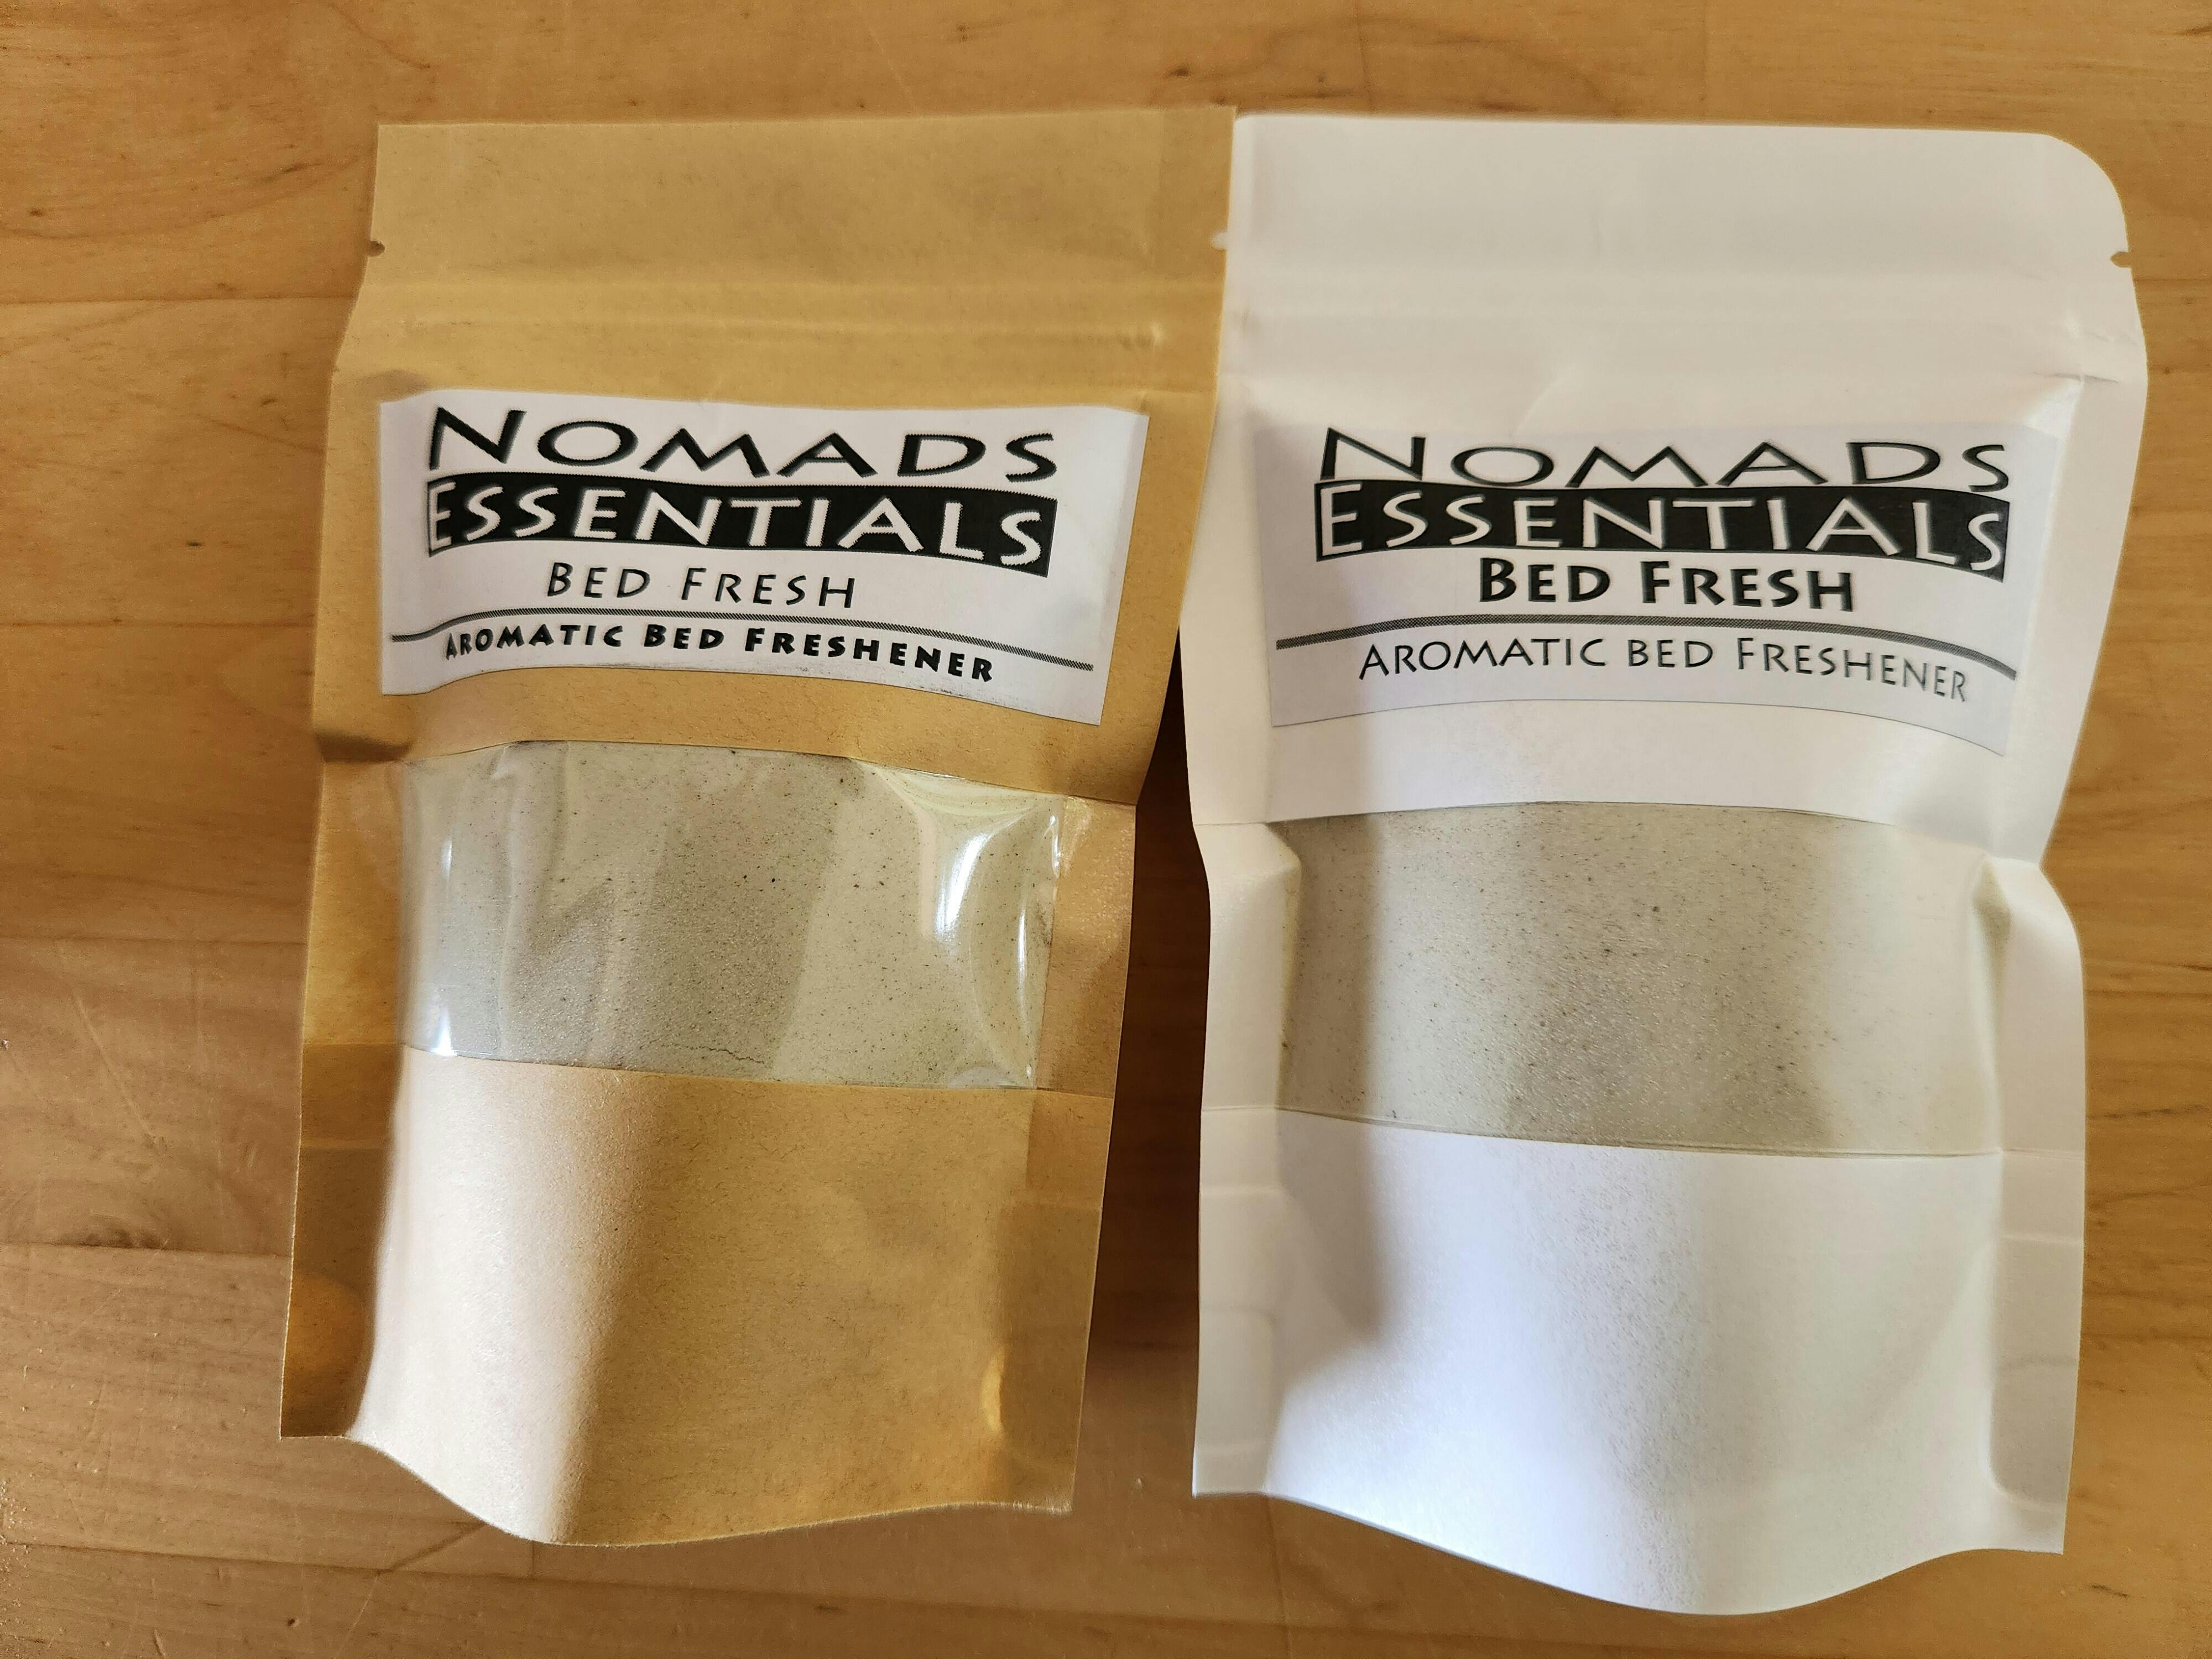 NOMADS
ESSENTIALS
BED FRESH
AROMATIC BED FRESHENER
NOMADS
ESSENTIALS
BED FRESH
AROMATIC BED FRESHENER